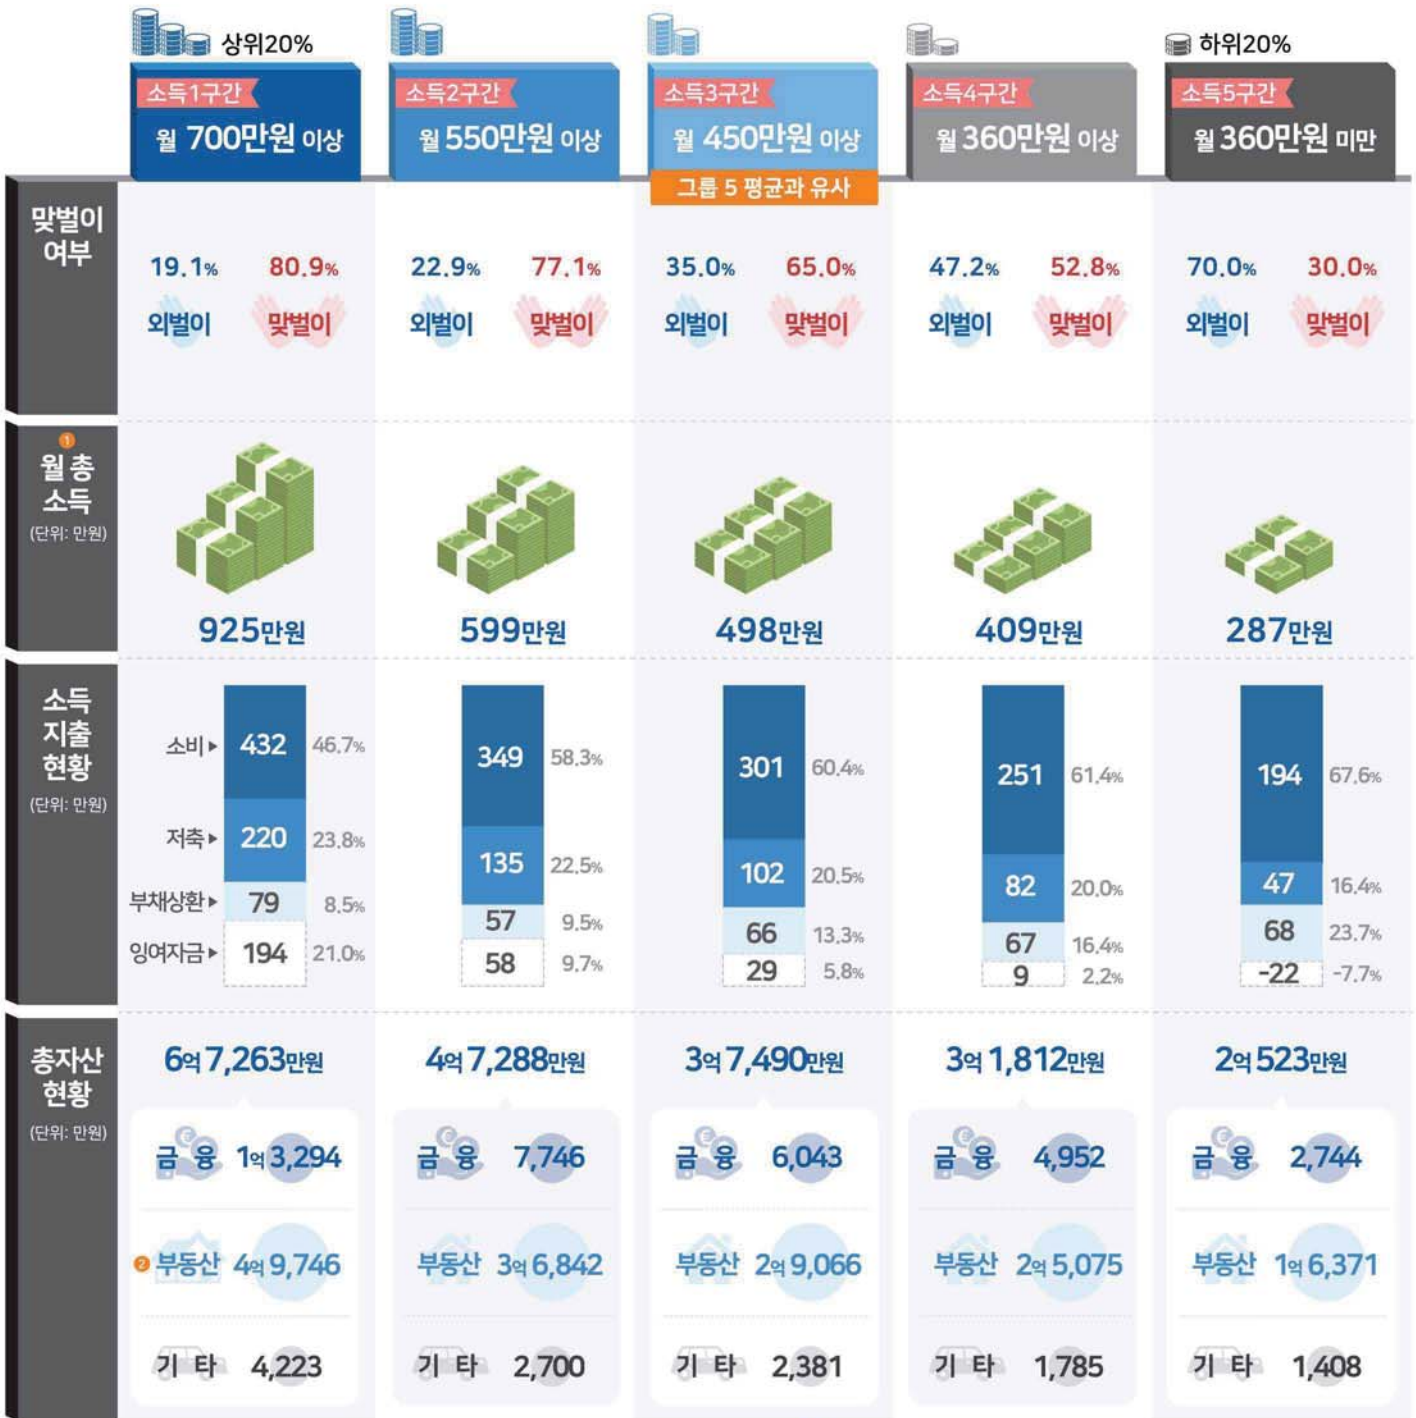 상위20%
하위20%
소득1구간
소득2구간
소득3구간
소득4구간
소득5구간
월 700만원 이상
월 550만원 이상
월 450만원 이상
월 360만원 이상
월 360만원 미만
그룹 5 평균과 유사
맞벌이
여부
19.1% 80.9%
22.9% 77.1%
35.0% 65.0%
47.2% 52.8%
70.0% 30.0%
외벌이 맞벌이
외벌이 맞벌이
외벌이 맞벌이
외벌이 맞벌이
외벌이 맞벌이
1
월 총
소득
(단위: 만원)
925만원
599만원
498만원
409만원
287만원
소득
지출
현황
(단위: 만원)
소비 432 46.7%
저축 220 23.8%
부채상환 79 8.5%
잉여자금 194 21.0%
349 58.3%
135 22.5%
57 9.5%
58 9.7%
301 60.4%
102 20.5%
66 13.3%
29 5.8%
251 61.4%
82 20.0%
67 16.4%
9 2.2%
194 67.6%
47 16.4%
68 23.7%
-22 -7.7%
총자산
현황
(단위: 만원)
6억 7,263만원
4억 7,288만원
3억 7,490만원
3억 1,812만원
2억 523만원
금 융 1억 3,294
금 융 7,746
금 융 6,043
금 융 4,952
금 융 2,744
2 부동산 4억 9,746
부동산 3억 6,842
부동산 2억 9,066
부동산 2억 5,075
부동산 1억 6,371
기 타 4,223
기 타 2,700
기 타 2,381
기 타 1,785
기 타 1,408